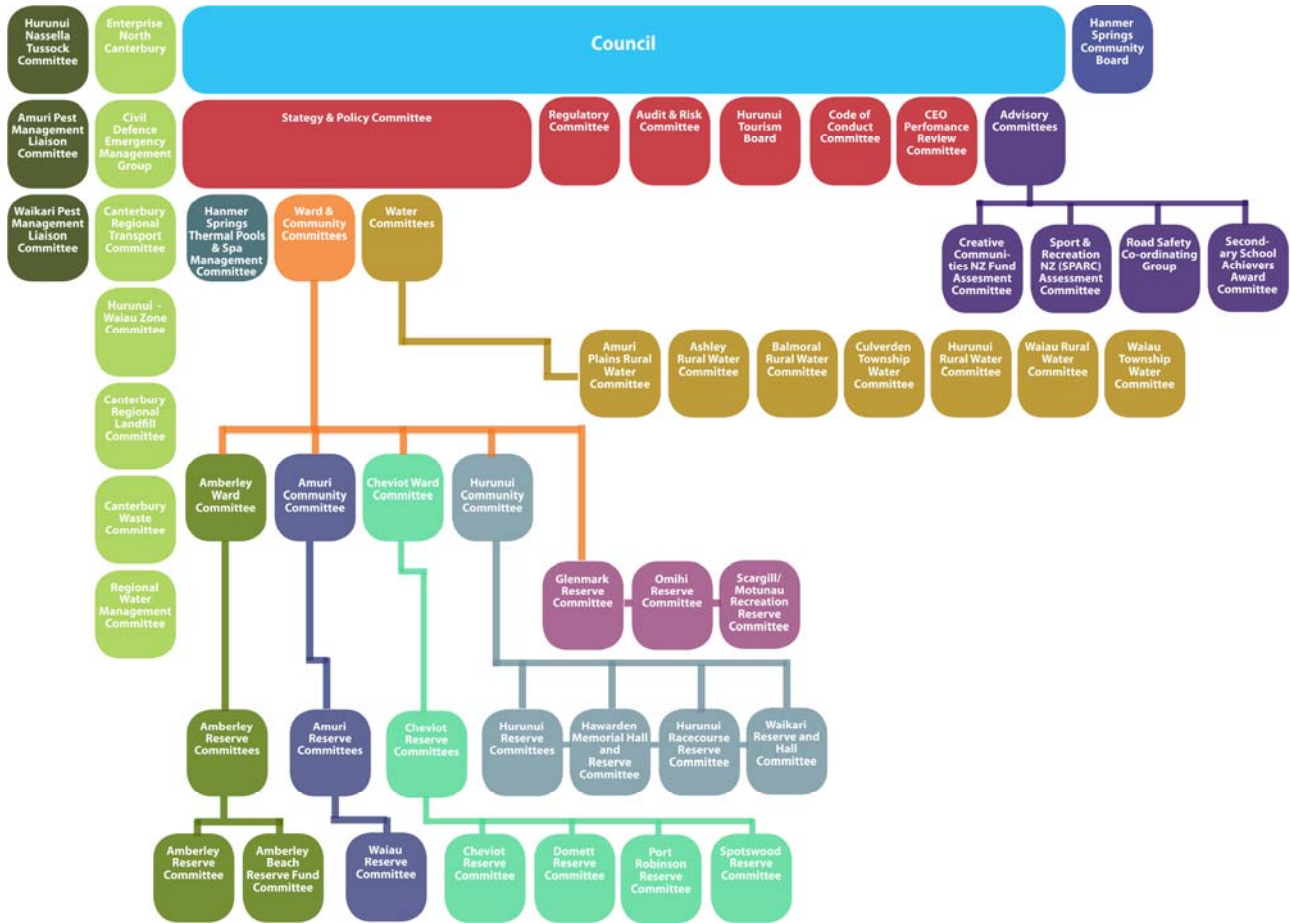 Hurunui
Nassella
Tussock
Committee
Enterprise
North
Canterbury
Council
Hanmer
Springs
Community
Board
Amuri Pest
Management
Liaison
Committee
Civil
Defence
Emergency
Management
Group
Stategy & Policy Committee
Regulatory
Committee
Audit & Risk
Committee
Hurunui
Tourism
Board
Code of
Conduct
Committee
CEO
Perfomance
Review
Committee
Advisory
Committees
Waikari Pest
Management
Liaison
Committee
Canterbury
Regional
Transport
Committee
Hanmer
Springs
Thermal Pools
& Spa
Management
Committee
Ward &
Community
Committees
Water
Committees
Creative
Communi-
ties NZ Fund
Assesment
Committee
Sport &
Recreation
NZ (SPARC)
Assessment
Committee
Road Safety
Co-ordinating
Group
Second-
ary School
Achievers
Award
Committee
Hurunui -
Waiau Zone
Committee
Amuri
Plains Rural
Water
Committee
Ashley
Rural Water
Committee
Balmoral
Rural Water
Committee
Culverden
Township
Water
Committee
Hurunui
Rural Water
Committee
Waiau Rural
Water
Committee
Waiau
Township
Water
Committee
Canterbury
Regional
Landfill
Committee
Amberley
Ward
Committee
Amuri
Community
Committee
Cheviot Ward
Committee
Hurunui
Community
Committee
Canterbury
Waste
Committee
Regional
Water
Management
Committee
Glenmark
Reserve
Committee
Omihi
Reserve
Committee
Scargill/
Motunau
Recreation
Reserve
Committee
Amberley
Reserve
Committees
Amuri
Reserve
Committees
Cheviot
Reserve
Committees
Hurunui
Reserve
Committees
Hawarden
Memorial Hall
and
Reserve
Committee
Hurunui
Racecourse
Reserve
Committee
Waikari
Reserve and
Hall
Committee
Amberley
Reserve
Committee
Amberley
Beach
Reserve Fund
Committee
Waiau
Reserve
Committee
Cheviot
Reserve
Committee
Domett
Reserve
Committee
Port
Robinson
Reserve
Committee
Spotswood
Reserve
Committee